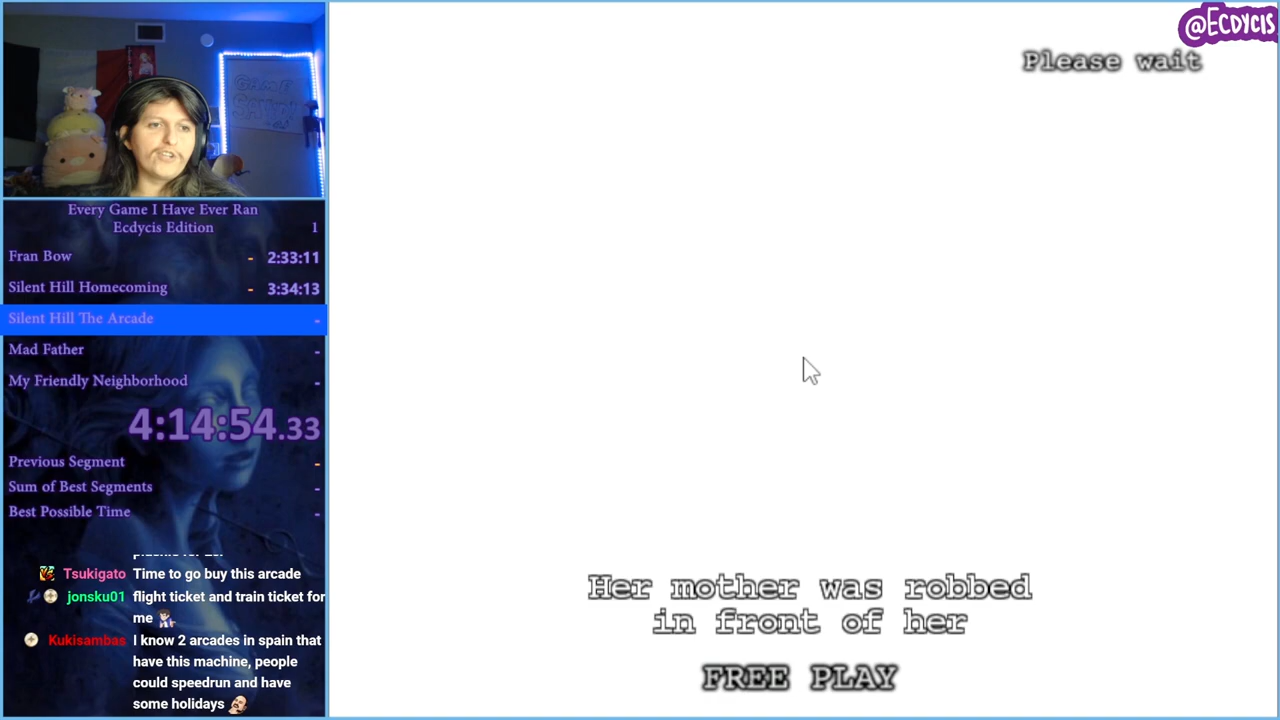 @ECDYCIS
Please wait
GAME
Every Game I Have Ever Ran
Ecdycis Edition
1
Fran Bow - 2:33:11
Silent Hill Homecoming - 3:34:13
Silent Hill The Arcade -
Mad Father -
My Friendly Neighborhood -
4:14:54.33
Previous Segment -
Sum of Best Segments -
Best Possible Time -
Tsukigato Time to go buy this arcade
jonsku01 flight ticket and train ticket for
me
Kukisambas I know 2 arcades in spain that
have this machine, people
could speedrun and have
some holidays
Her mother was robbed
in front of her
FREE PLAY